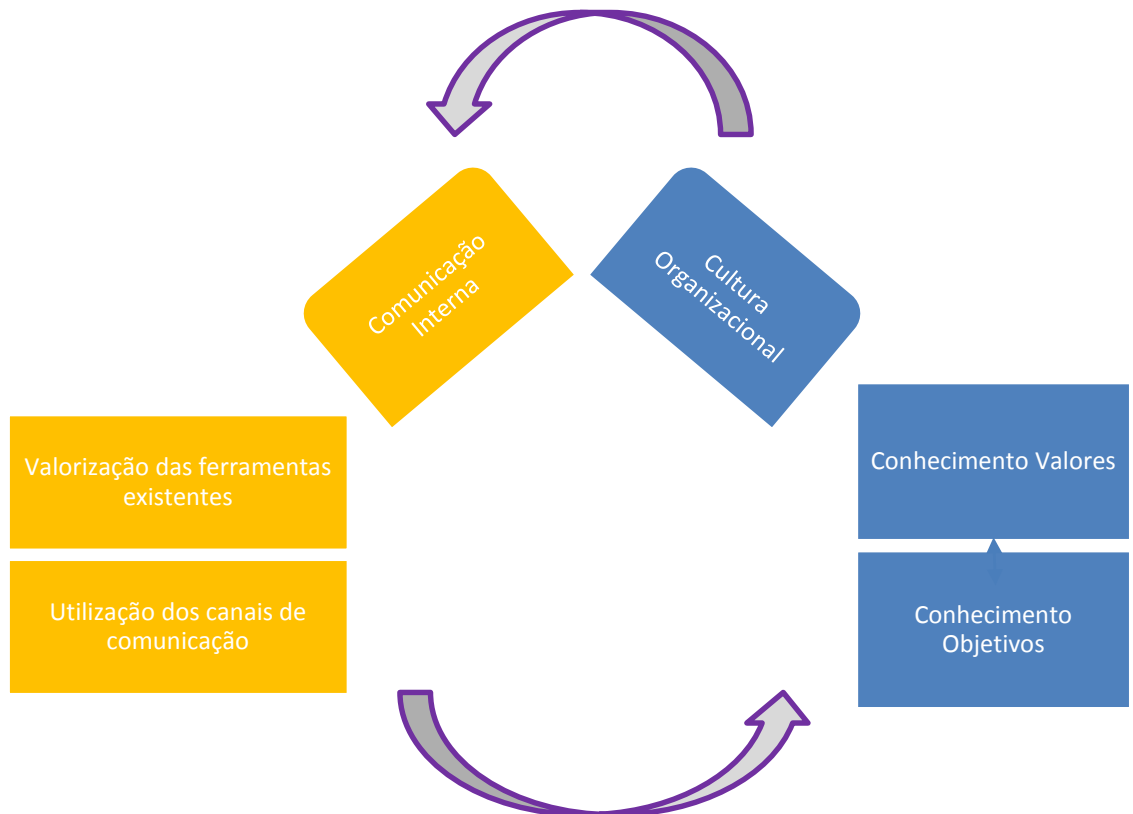 Comunicação
Interna
Cultura
Organizacional
Valorização das ferramentas
existentes
Utilização dos canais de
comunicação
Conhecimento Valores
Conhecimento
Objetivos